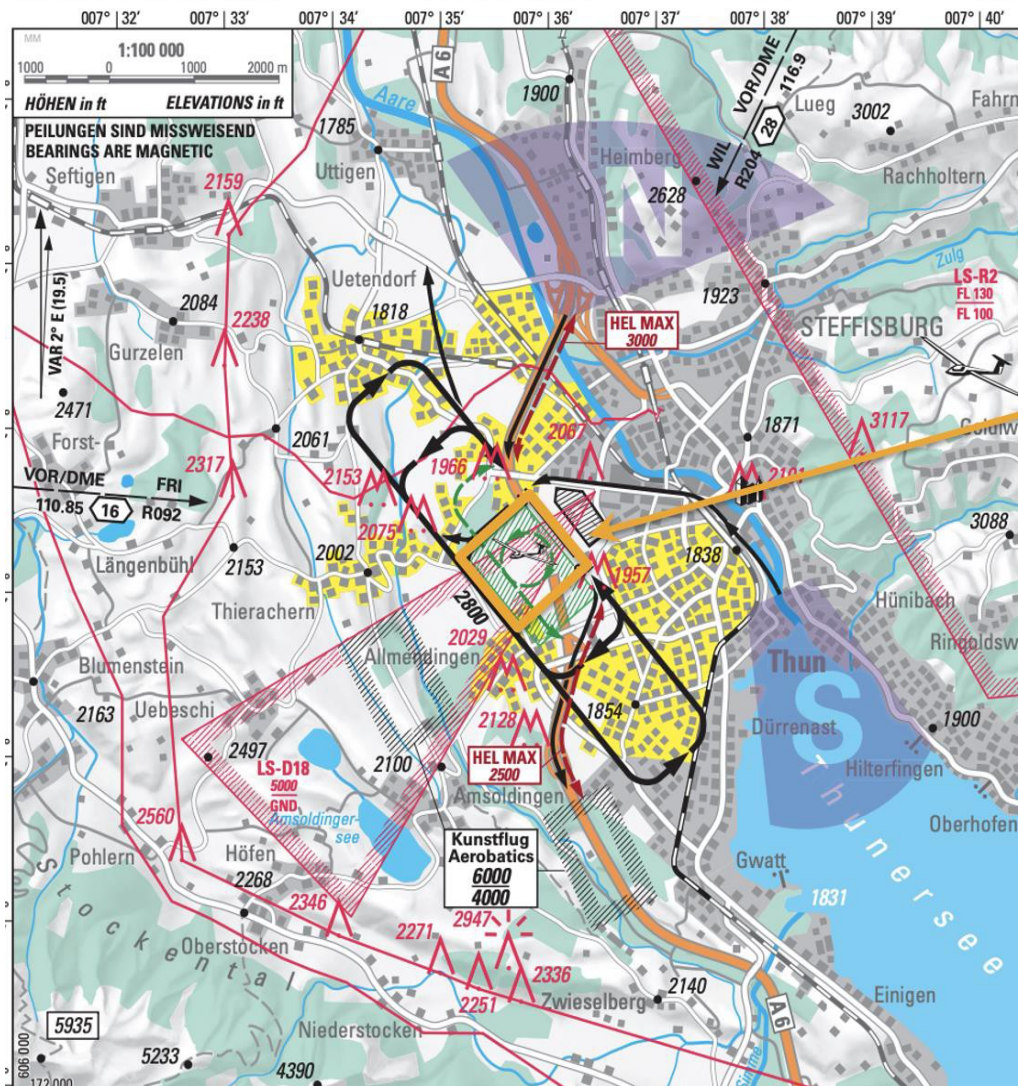 007° 32'
007° 33'
007° 34'
007° 35'
007° 36'
007° 37'
007° 38'
007° 39'
007° 40'
MM
1:100 000
1000
0
1000
2000 m
HÖHEN in ft
ELEVATIONS in ft
PEILUNGEN SIND MISSWEISEND
BEARINGS ARE MAGNETIC
A6
Aare
1900
VOR/DME
116.9
WIL
28
R204
Lueg
3002
Fahrn
1785
Uttigen
Heimberg
N
2628
Rachholtern
Seftigen
2159
VAR 2° E (19.5)
Uetendorf
1818
1923
Zulg
LS-R2
FL 130
FL 100
2084
Gurzelen
2238
HEL MAX
3000
STEFFISBURG
2471
Forst-
2061
1871
3117
VOR/DME
FRI
110.85
16
R092
2317
2153
1966
2067
2075
Längenbühl
2153
2002
1838
3088
1957
Thierachern
2800
2029
Allmendingen
Hünibach
Ringoldsw
Blumenstein
2163
Uebeschi
2497
2128
1854
Thun
S
Dürrenast
1900
LS-D18
5000
GND
2100
HEL MAX
2500
Amsoldingen
Hilterfingen
Amsoldinger-
see
2560
Pohlern
Höfen
2268
Kunstflug
Aerobatics
6000
4000
Oberhofen
Gwatt
1831
Thunersee
Stockental
2346
2947
2271
Oberstocken
2251
2336
Zwieselberg
2140
Einigen
A6
5935
Niederstocken
5233
4390
606 000
172 000